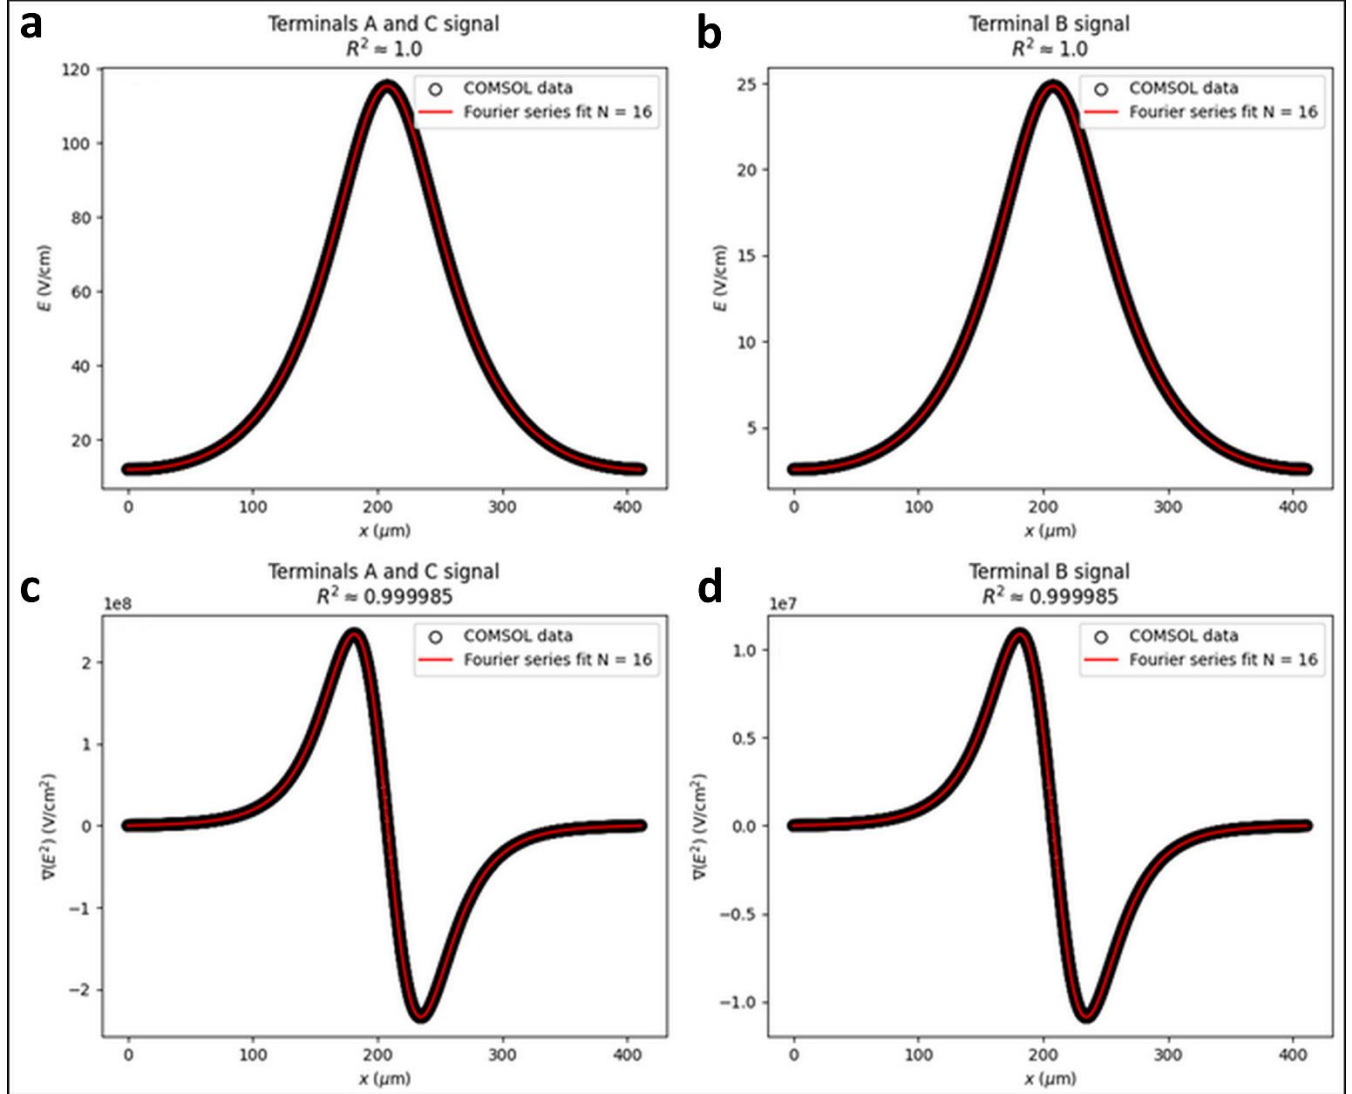 a
Terminals A and C signal
R² ≈ 1.0
COMSOL data
Fourier series fit N = 16
120
100
80
60
40
20
E (V/cm)
0 100 200 300 400
x (μm)
b
Terminal B signal
R² ≈ 1.0
COMSOL data
Fourier series fit N = 16
25
20
15
10
5
E (V/cm)
0 100 200 300 400
x (μm)
c
Terminals A and C signal
R² ≈ 0.999985
1e8
COMSOL data
Fourier series fit N = 16
2
1
0
−1
−2
∇(E²) (V/cm²)
0 100 200 300 400
x (μm)
d
Terminal B signal
R² ≈ 0.999985
1e7
COMSOL data
Fourier series fit N = 16
1.0
0.5
0.0
−0.5
−1.0
∇(E²) (V/cm²)
0 100 200 300 400
x (μm)